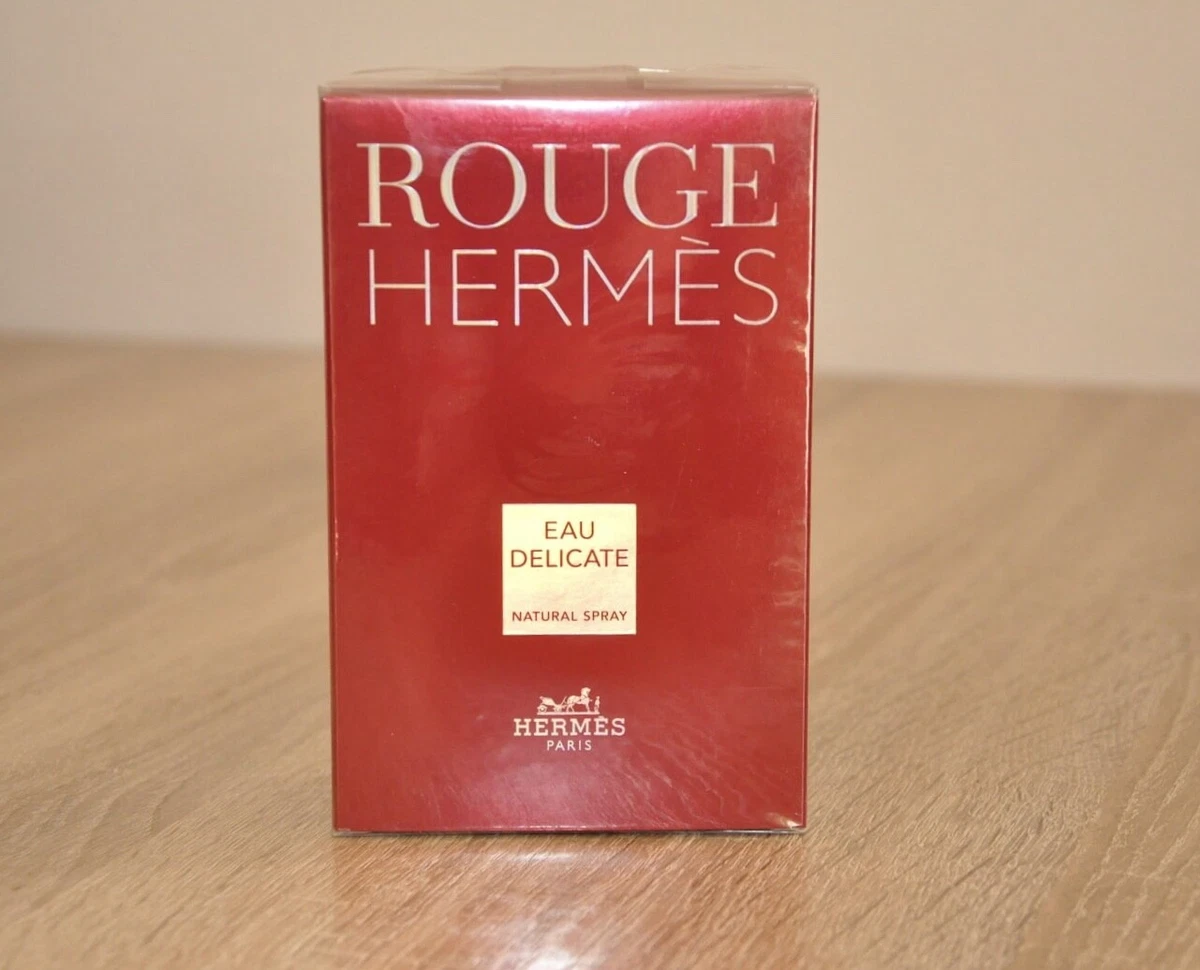 ROUGE
HERMÈS
EAU
DELICATE
NATURAL SPRAY
HERMÈS
PARIS